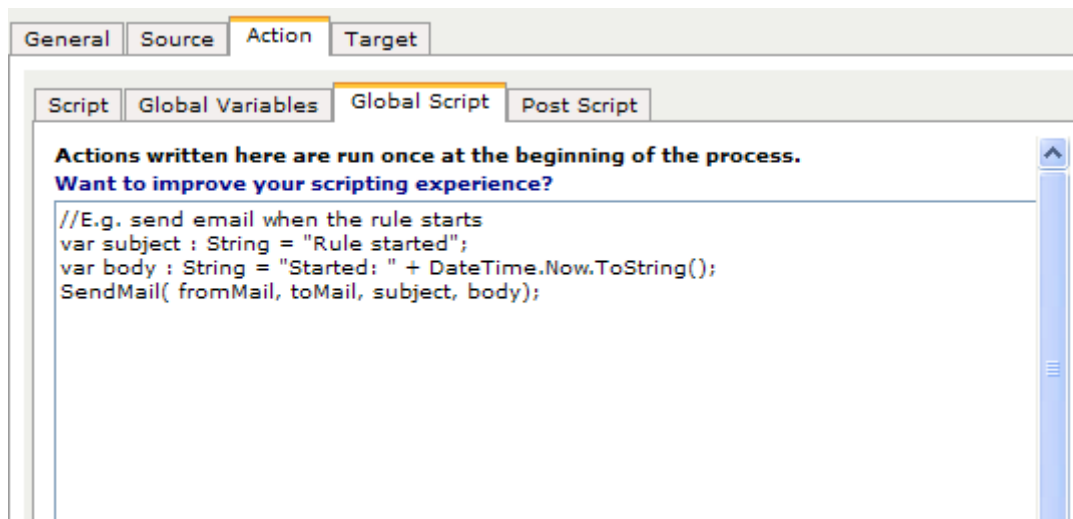 General Source Action Target
Script Global Variables Global Script Post Script
Actions written here are run once at the beginning of the process.
Want to improve your scripting experience?
//E.g. send email when the rule starts
var subject : String = "Rule started";
var body : String = "Started: " + DateTime.Now.ToString();
SendMail( fromMail, toMail, subject, body);